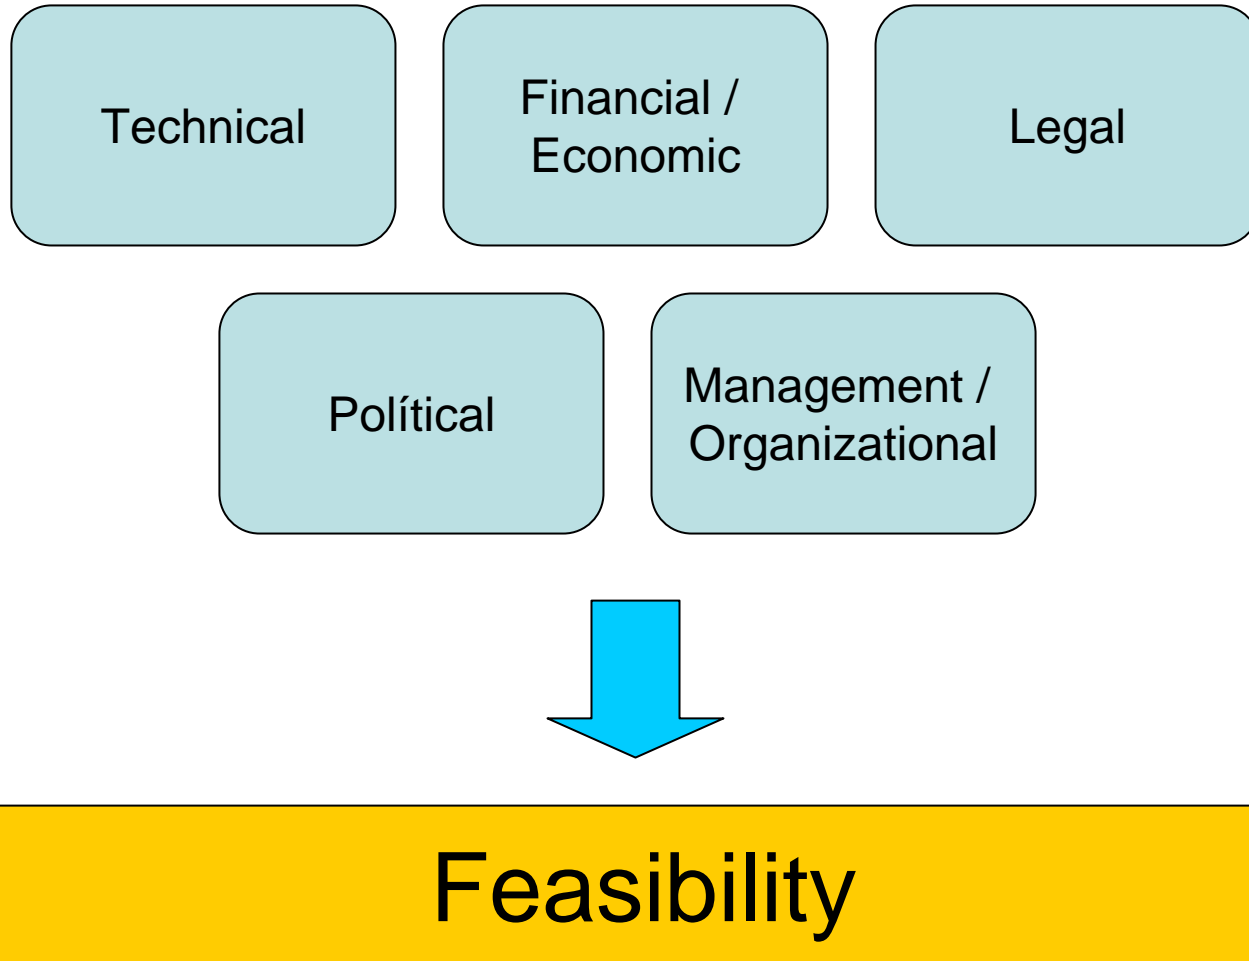 Technical
Financial /
Economic
Legal
Polítical
Management /
Organizational
Feasibility